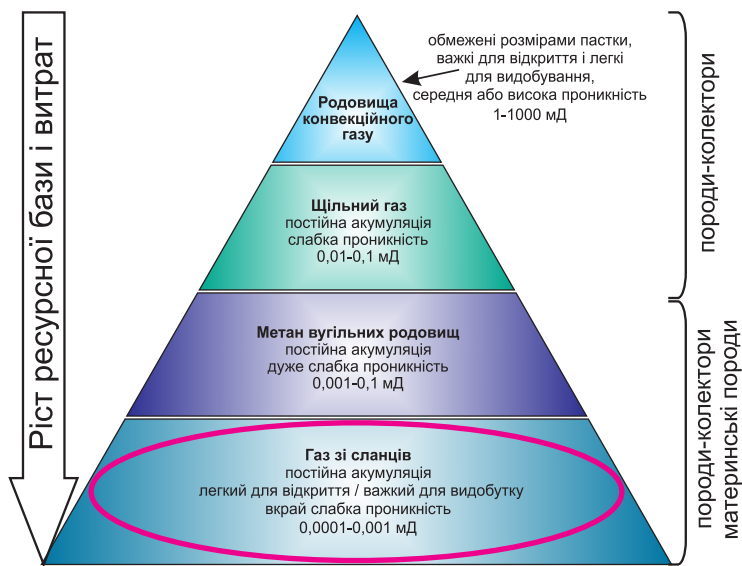 Ріст ресурсної бази і витрат
обмежені розмірами пастки,
важкі для відкриття і легкі
для видобування,
середня або висока проникність
1-1000 мД
Родовища
конвекційного
газу
Щільний газ
постійна акумуляція
слабка проникність
0,01-0,1 мД
породи-колектори
Метан вугільних родовищ
постійна акумуляція
дуже слабка проникність
0,001-0,1 мД
Газ зі сланців
постійна акумуляція
легкий для відкриття / важкий для видобутку
вкрай слабка проникність
0,0001-0,001 мД
породи-колектори
материнські породи